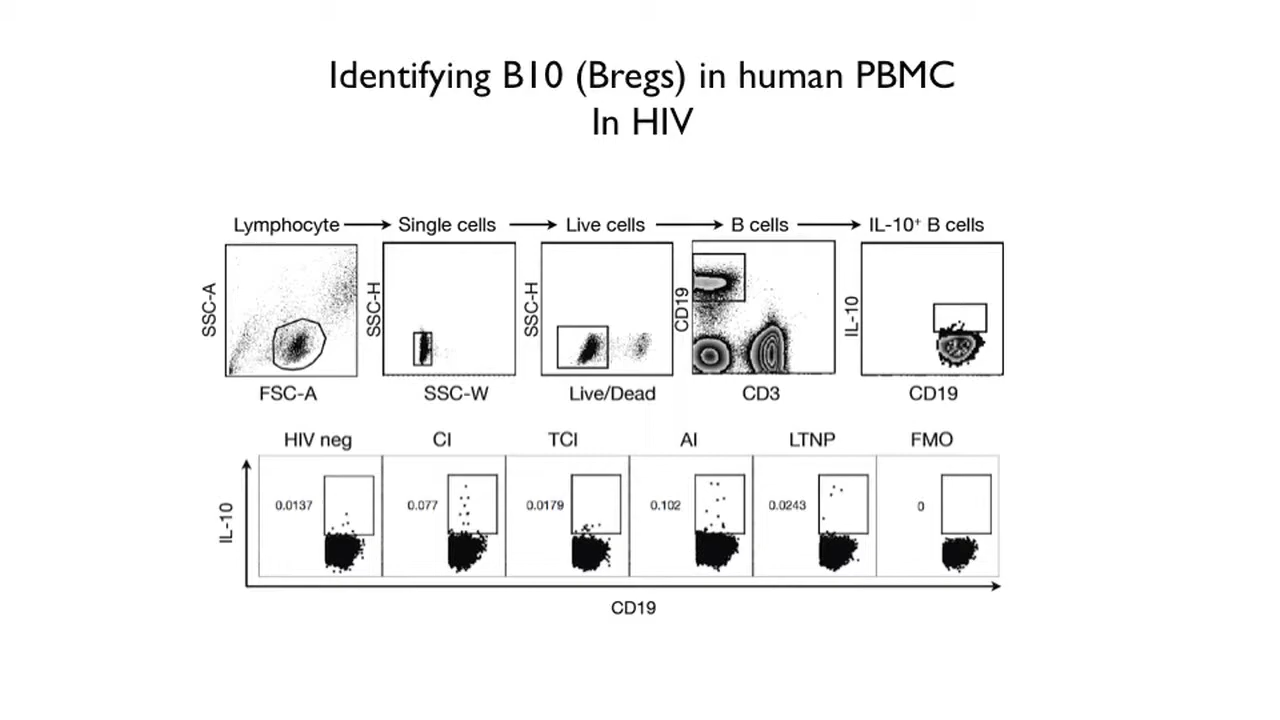 Identifying B10 (Bregs) in human PBMC
In HIV
Lymphocyte Single cells Live cells B cells IL-10⁺ B cells
SSC-A
SSC-H
SSC-H
CD19
IL-10
FSC-A SSC-W Live/Dead CD3 CD19
HIV neg CI TCI AI LTNP FMO
IL-10
0.0137 0.077 0.0179 0.102 0.0243 0
CD19